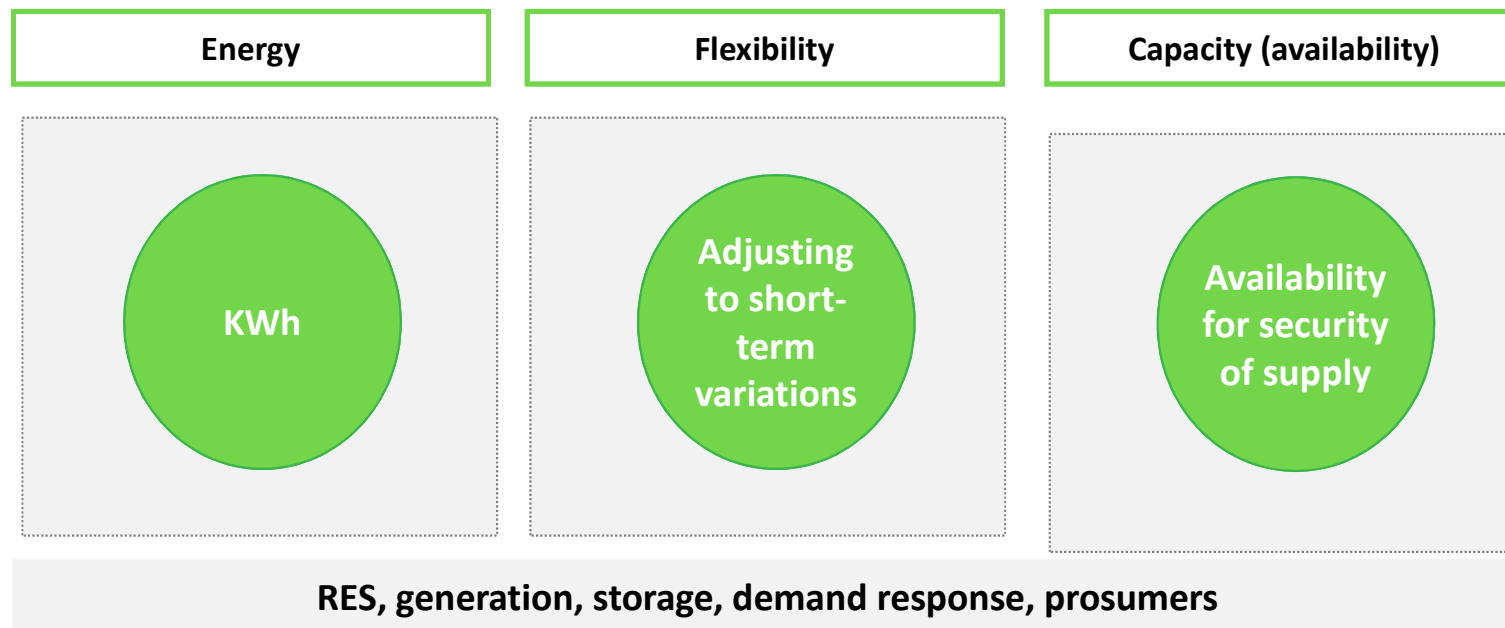 Energy
Flexibility
Capacity (availability)
KWh
Adjusting
to short-
term
variations
Availability
for security
of supply
RES, generation, storage, demand response, prosumers